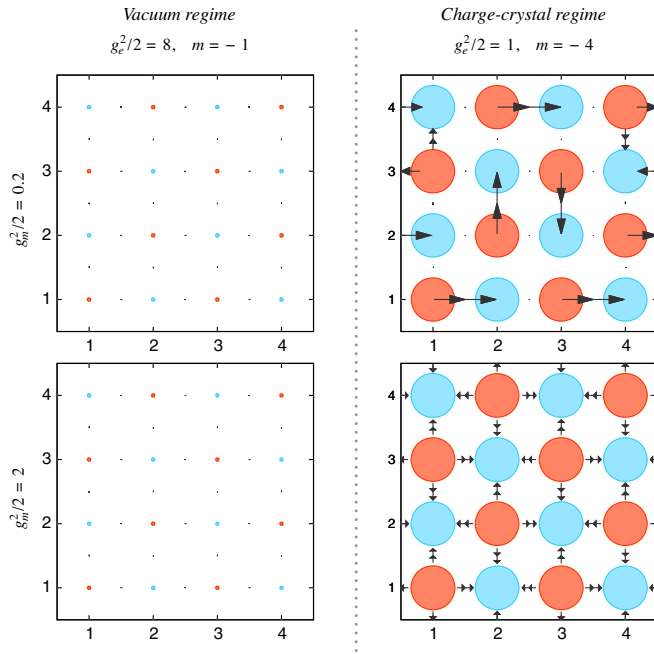 Vacuum regime
Charge-crystal regime
g_e^2/2 = 8, m = − 1
g_e^2/2 = 1, m = − 4
g_m^2/2 = 0.2
4
3
2
1
1 2 3 4
4
3
2
1
1 2 3 4
g_m^2/2 = 2
4
3
2
1
1 2 3 4
4
3
2
1
1 2 3 4